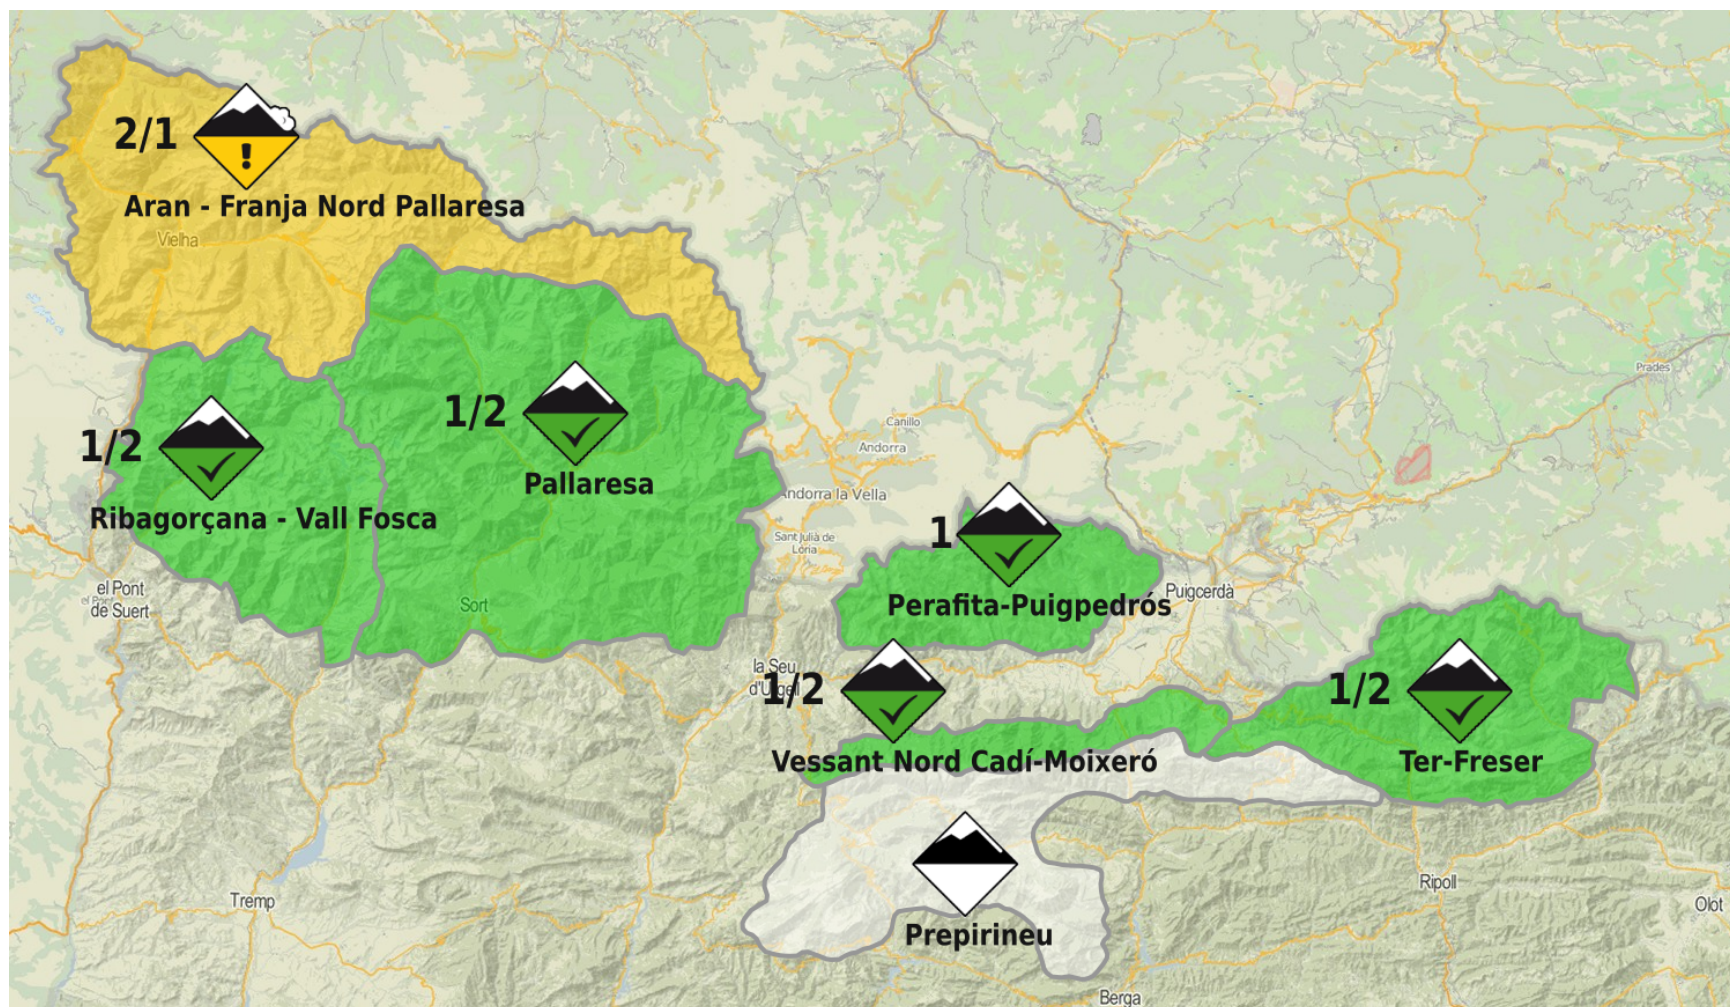 2/1
!
Aran - Franja Nord Pallaresa
Vielha
Prades
1/2
Pallaresa
Canillo
Andorra
1/2
Ribagorçana - Vall Fosca
Andorra la Vella
1
Sant Julià de
Lòria
el Pont
de Suert
Sort
Perafita-Puigpedrós
Puigcerdà
la Seu
d'Urgell
1/2
Vessant Nord Cadí-Moixeró
1/2
Ter-Freser
Ripoll
Olot
Tremp
Prepirineu
Berga